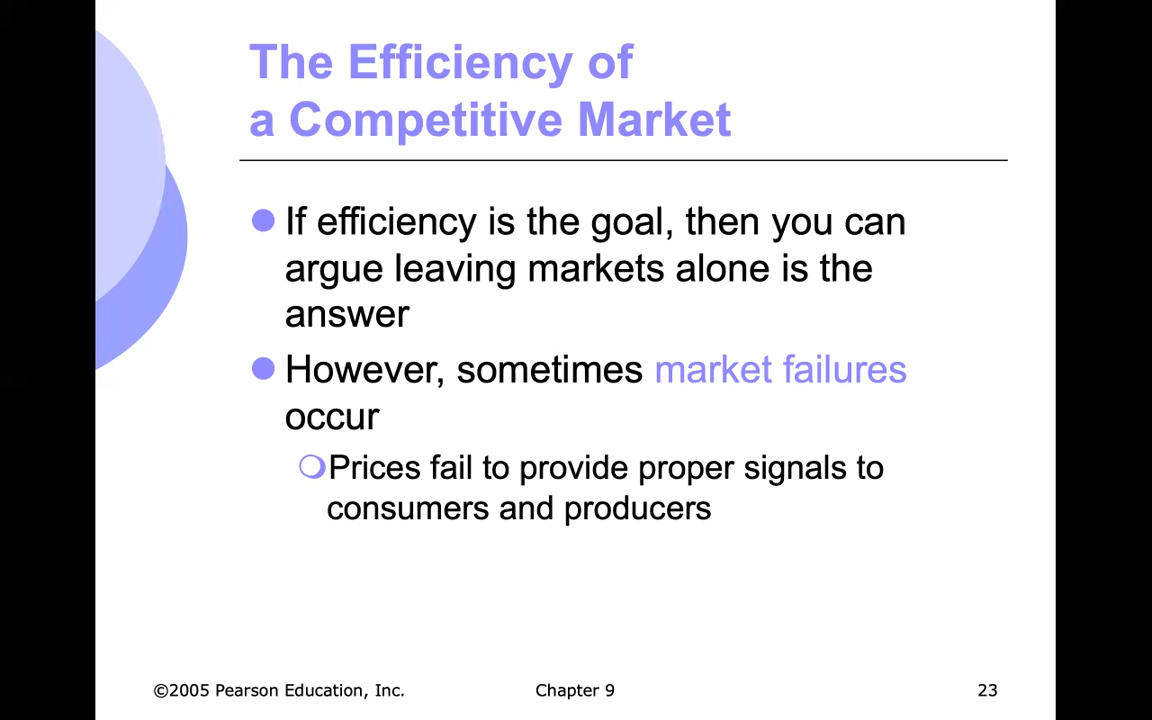 The Efficiency of
a Competitive Market
If efficiency is the goal, then you can
argue leaving markets alone is the
answer
However, sometimes market failures
occur
Prices fail to provide proper signals to
consumers and producers
©2005 Pearson Education, Inc.
Chapter 9
23